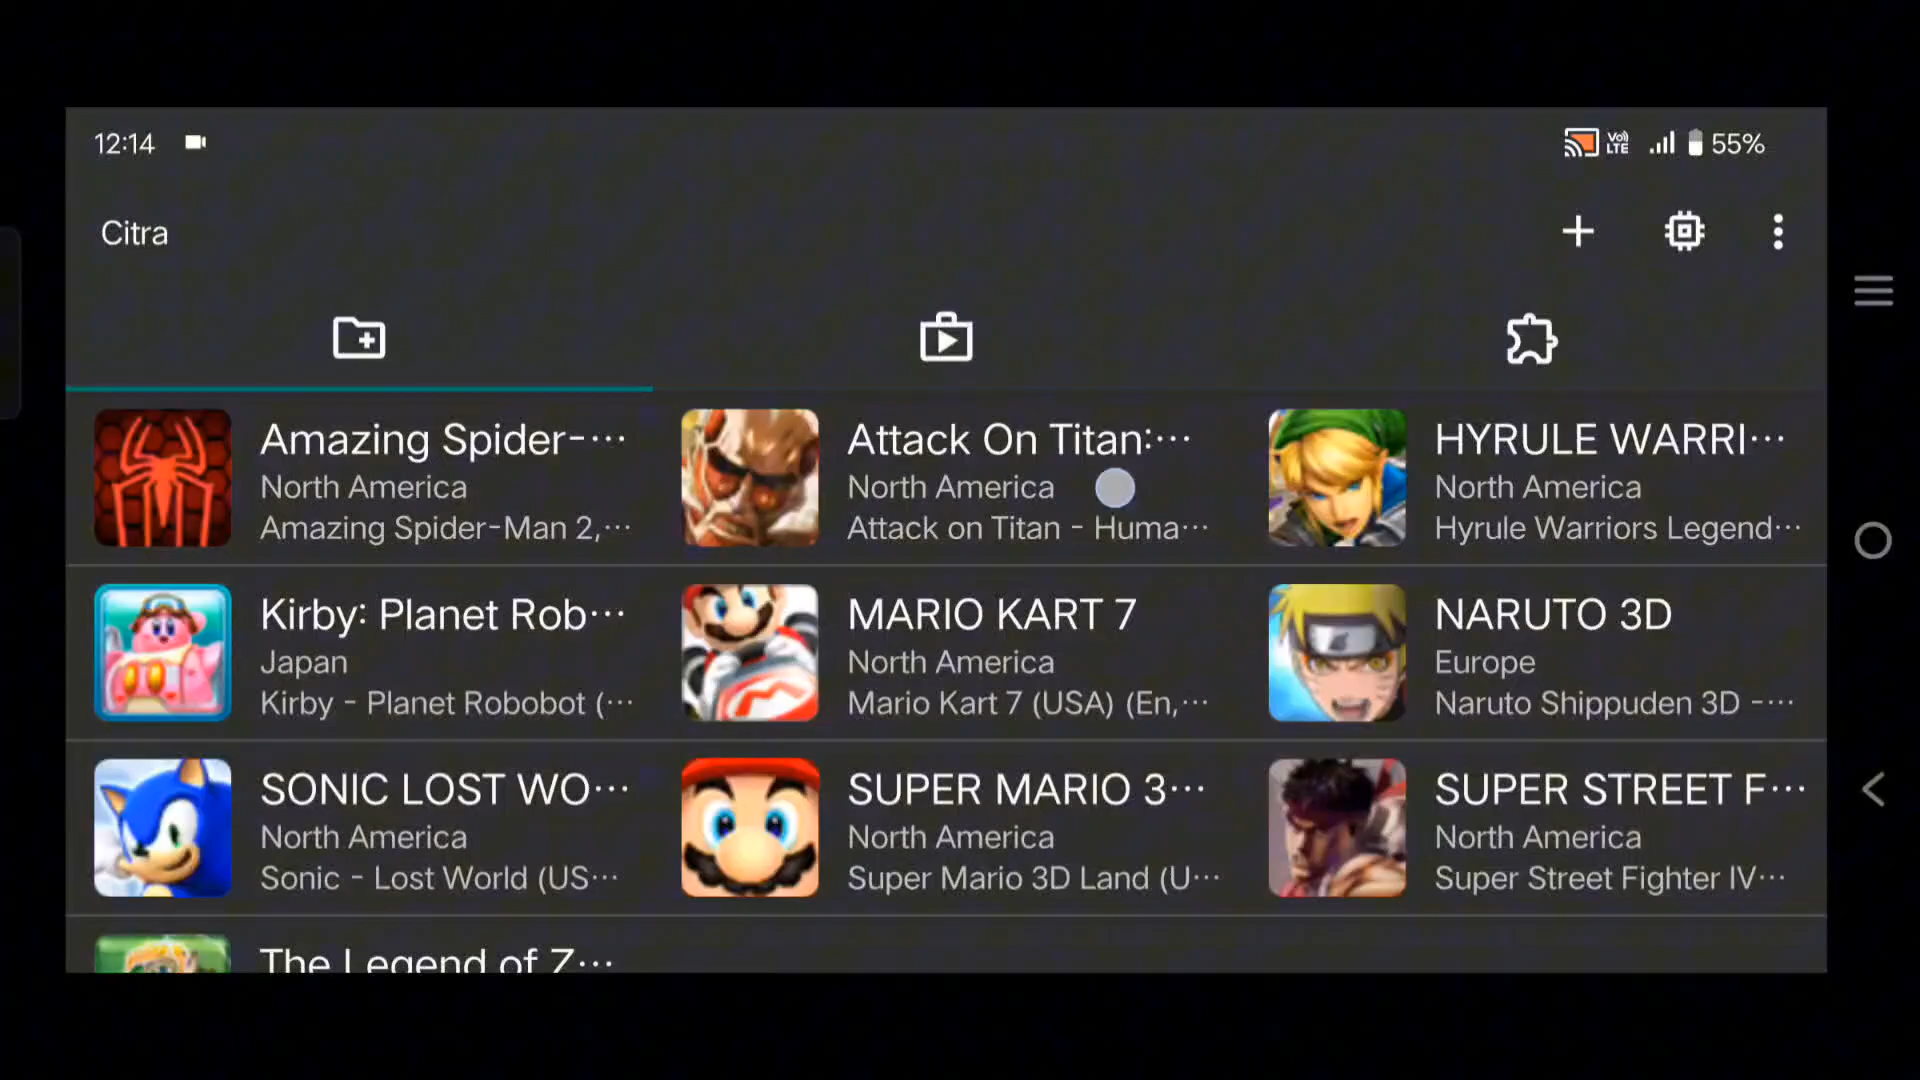 12:14
Vo) LTE 55%
Citra
Amazing Spider-···
North America
Amazing Spider-Man 2,···
Attack On Titan:···
North America
Attack on Titan - Huma···
HYRULE WARRI···
North America
Hyrule Warriors Legend···
Kirby: Planet Rob···
Japan
Kirby - Planet Robobot (···
MARIO KART 7
North America
Mario Kart 7 (USA) (En,···
NARUTO 3D
Europe
Naruto Shippuden 3D -···
SONIC LOST WO···
North America
Sonic - Lost World (US···
SUPER MARIO 3···
North America
Super Mario 3D Land (U···
SUPER STREET F···
North America
Super Street Fighter IV···
The Legend of Z···